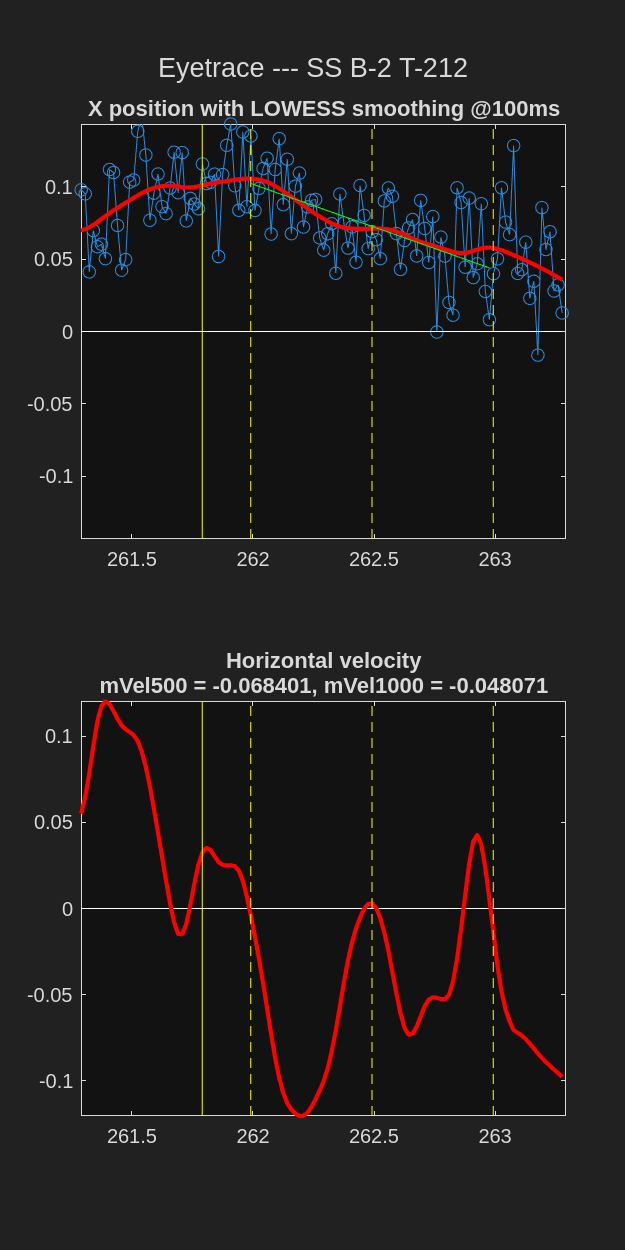 Eyetrace --- SS B-2 T-212
X position with LOWESS smoothing @100ms
0.1
0.05
0
-0.05
-0.1
261.5 262 262.5 263
Horizontal velocity
mVel500 = -0.068401, mVel1000 = -0.048071
0.1
0.05
0
-0.05
-0.1
261.5 262 262.5 263